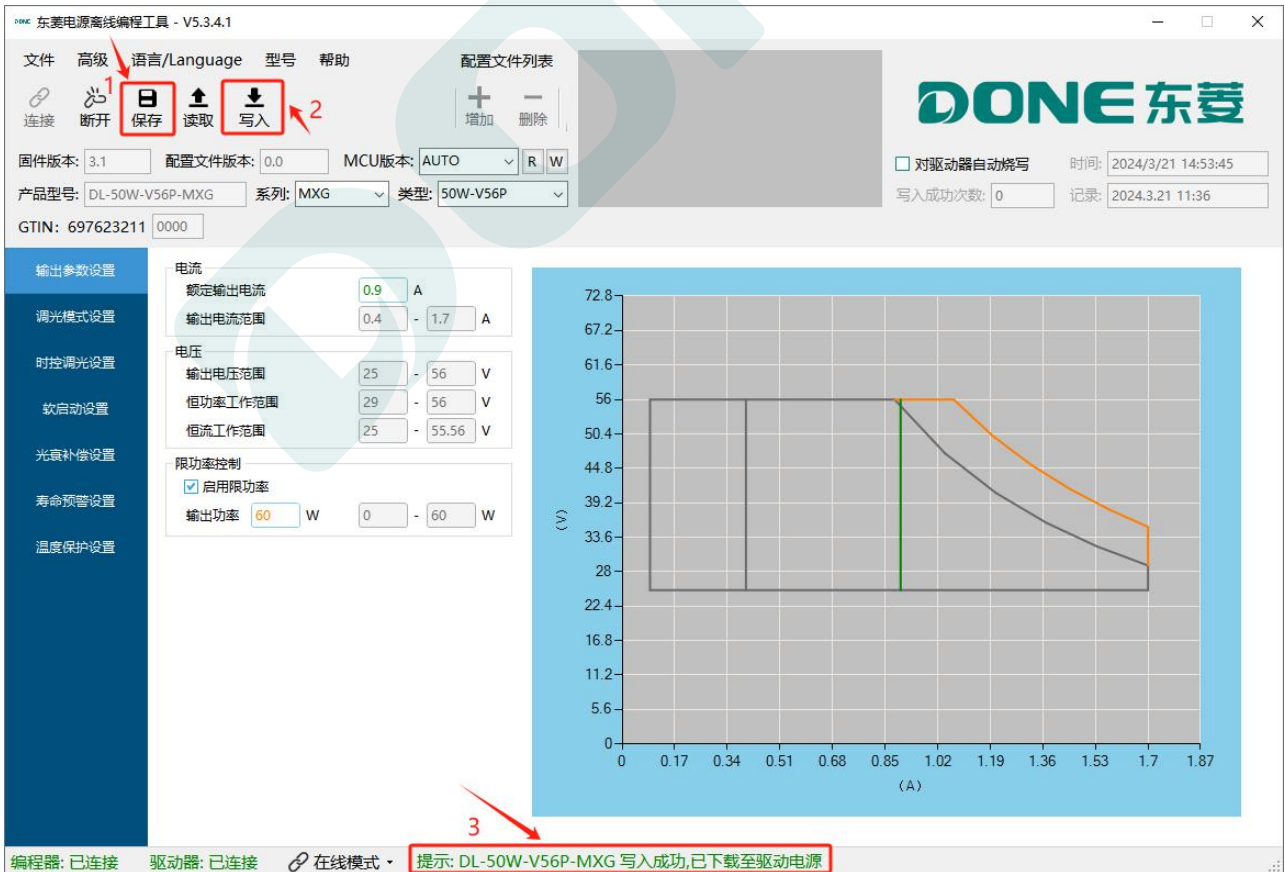 DONE 东菱电源离线编程工具 - V5.3.4.1
文件 高级 语言/Language 型号 帮助 配置文件列表
1
2
连接 断开 保存 读取 写入 增加 删除
DONE 东菱
固件版本: 3.1 配置文件版本: 0.0 MCU版本: AUTO R W
对驱动器自动烧写 时间: 2024/3/21 14:53:45
产品型号: DL-50W-V56P-MXG 系列: MXG 类型: 50W-V56P
写入成功次数: 0 记录: 2024.3.21 11:36
GTIN: 697623211 0000
输出参数设置
调光模式设置
时控调光设置
软启动设置
光衰补偿设置
寿命预警设置
温度保护设置
电流
额定输出电流 0.9 A
输出电流范围 0.4 - 1.7 A
电压
输出电压范围 25 - 56 V
恒功率工作范围 29 - 56 V
恒流工作范围 25 - 55.56 V
限功率控制
启用限功率
输出功率 60 W 0 - 60 W
72.8
67.2
61.6
56
50.4
44.8
39.2
33.6
28
22.4
16.8
11.2
5.6
0
(V)
0 0.17 0.34 0.51 0.68 0.85 1.02 1.19 1.36 1.53 1.7 1.87
(A)
3
编程器: 已连接 驱动器: 已连接 在线模式 提示: DL-50W-V56P-MXG 写入成功,已下载至驱动电源